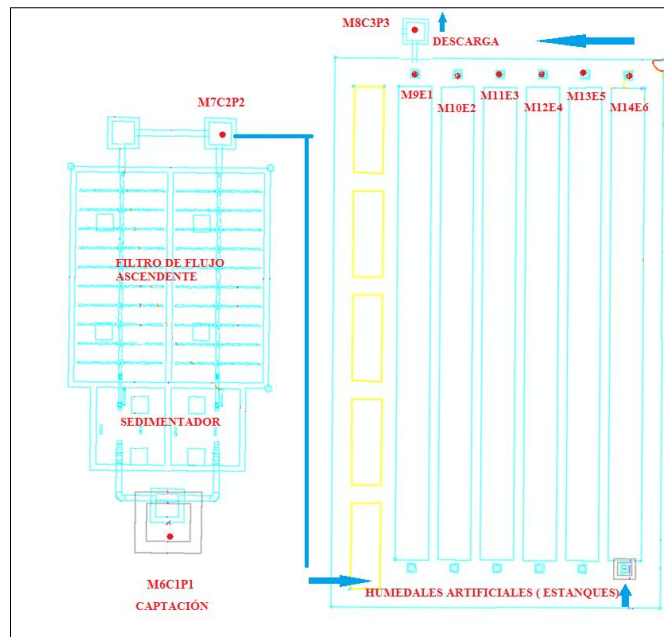 M8C3P3
DESCARGA
M9E1
M10E2
M11E3
M12E4
M13E5
M14E6
M7C2P2
FILTRO DE FLUJO
ASCENDENTE
SEDIMENTADOR
M6C1P1
CAPTACIÓN
HUMEDALES ARTIFICIALES ( ESTANQUES)